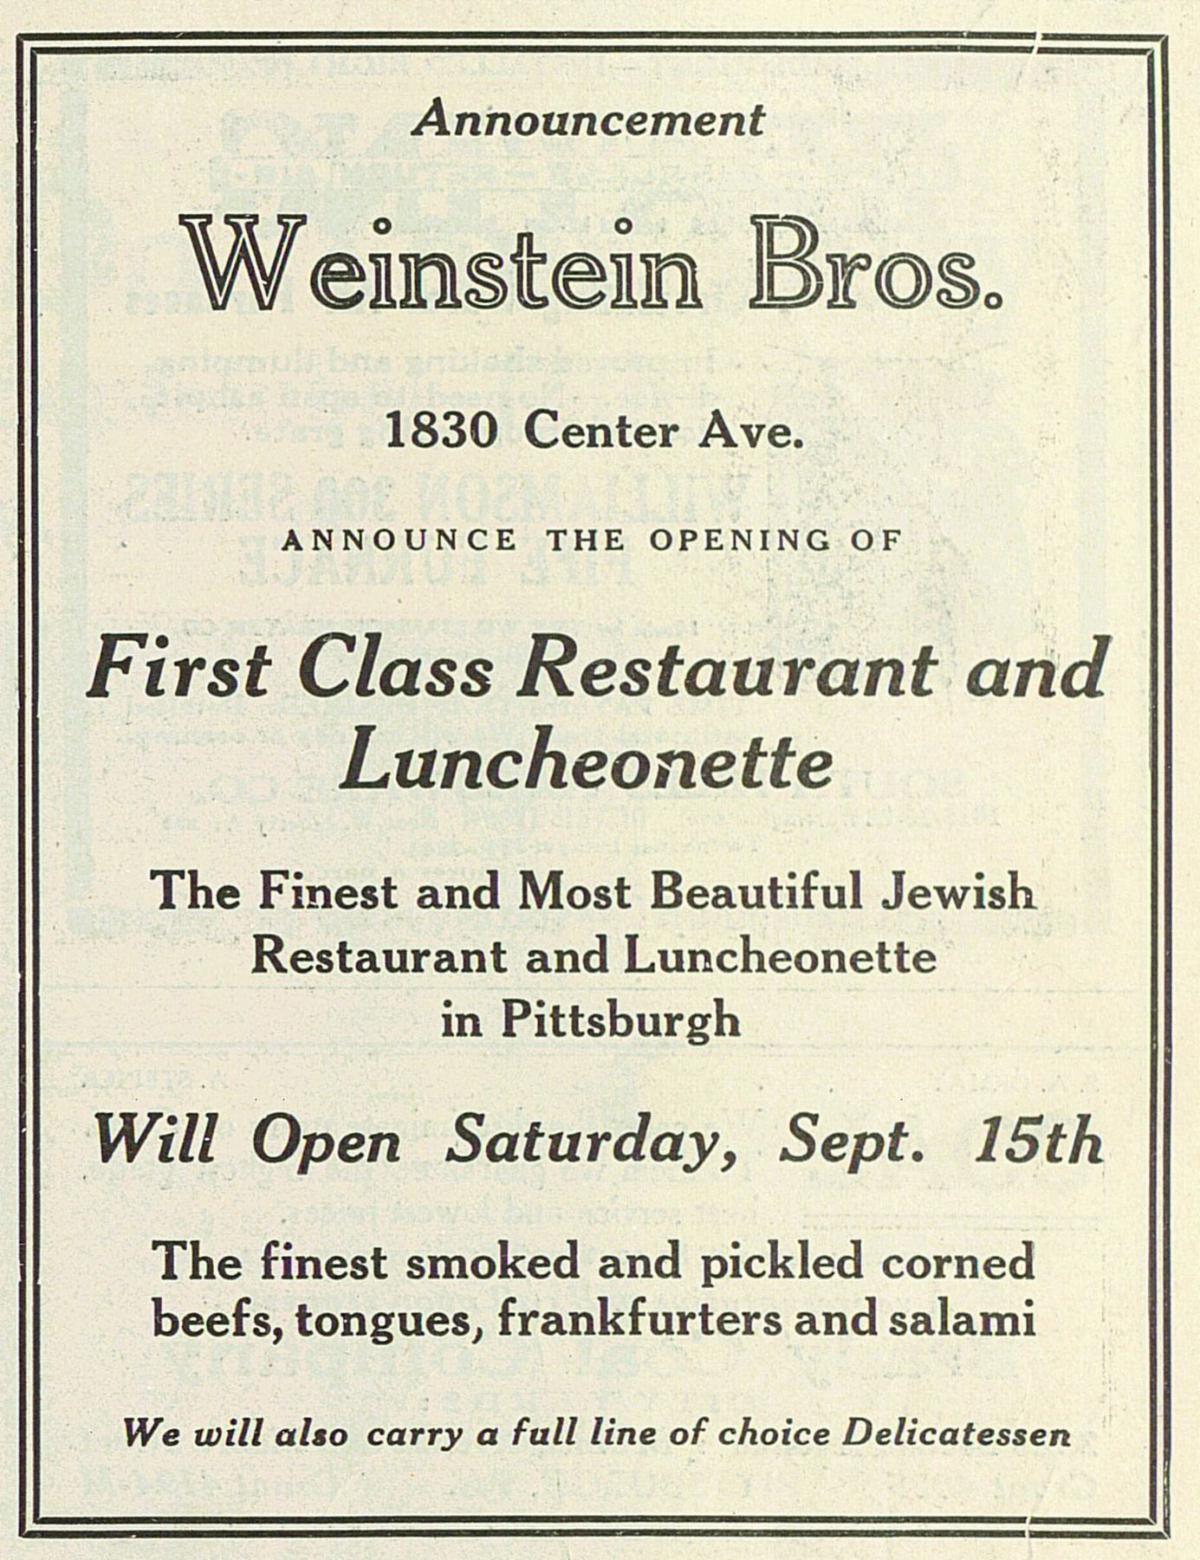 Announcement
Weinstein Bros.
1830 Center Ave.
ANNOUNCE THE OPENING OF
First Class Restaurant and
Luncheonette
The Finest and Most Beautiful Jewish
Restaurant and Luncheonette
in Pittsburgh
Will Open Saturday, Sept. 15th
The finest smoked and pickled corned
beefs, tongues, frankfurters and salami
We will also carry a full line of choice Delicatessen